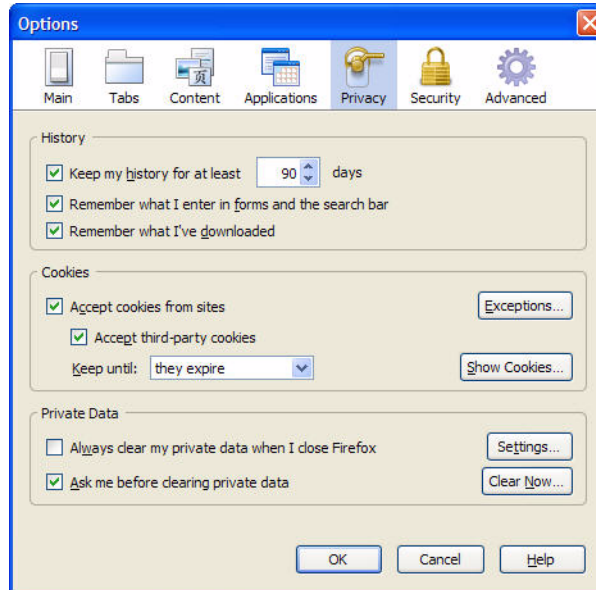 Options
Main Tabs Content Applications Privacy Security Advanced
History
Keep my history for at least 90 days
Remember what I enter in forms and the search bar
Remember what I've downloaded
Cookies
Accept cookies from sites Exceptions...
Accept third-party cookies
Keep until: they expire Show Cookies...
Private Data
Always clear my private data when I close Firefox Settings...
Ask me before clearing private data Clear Now...
OK Cancel Help